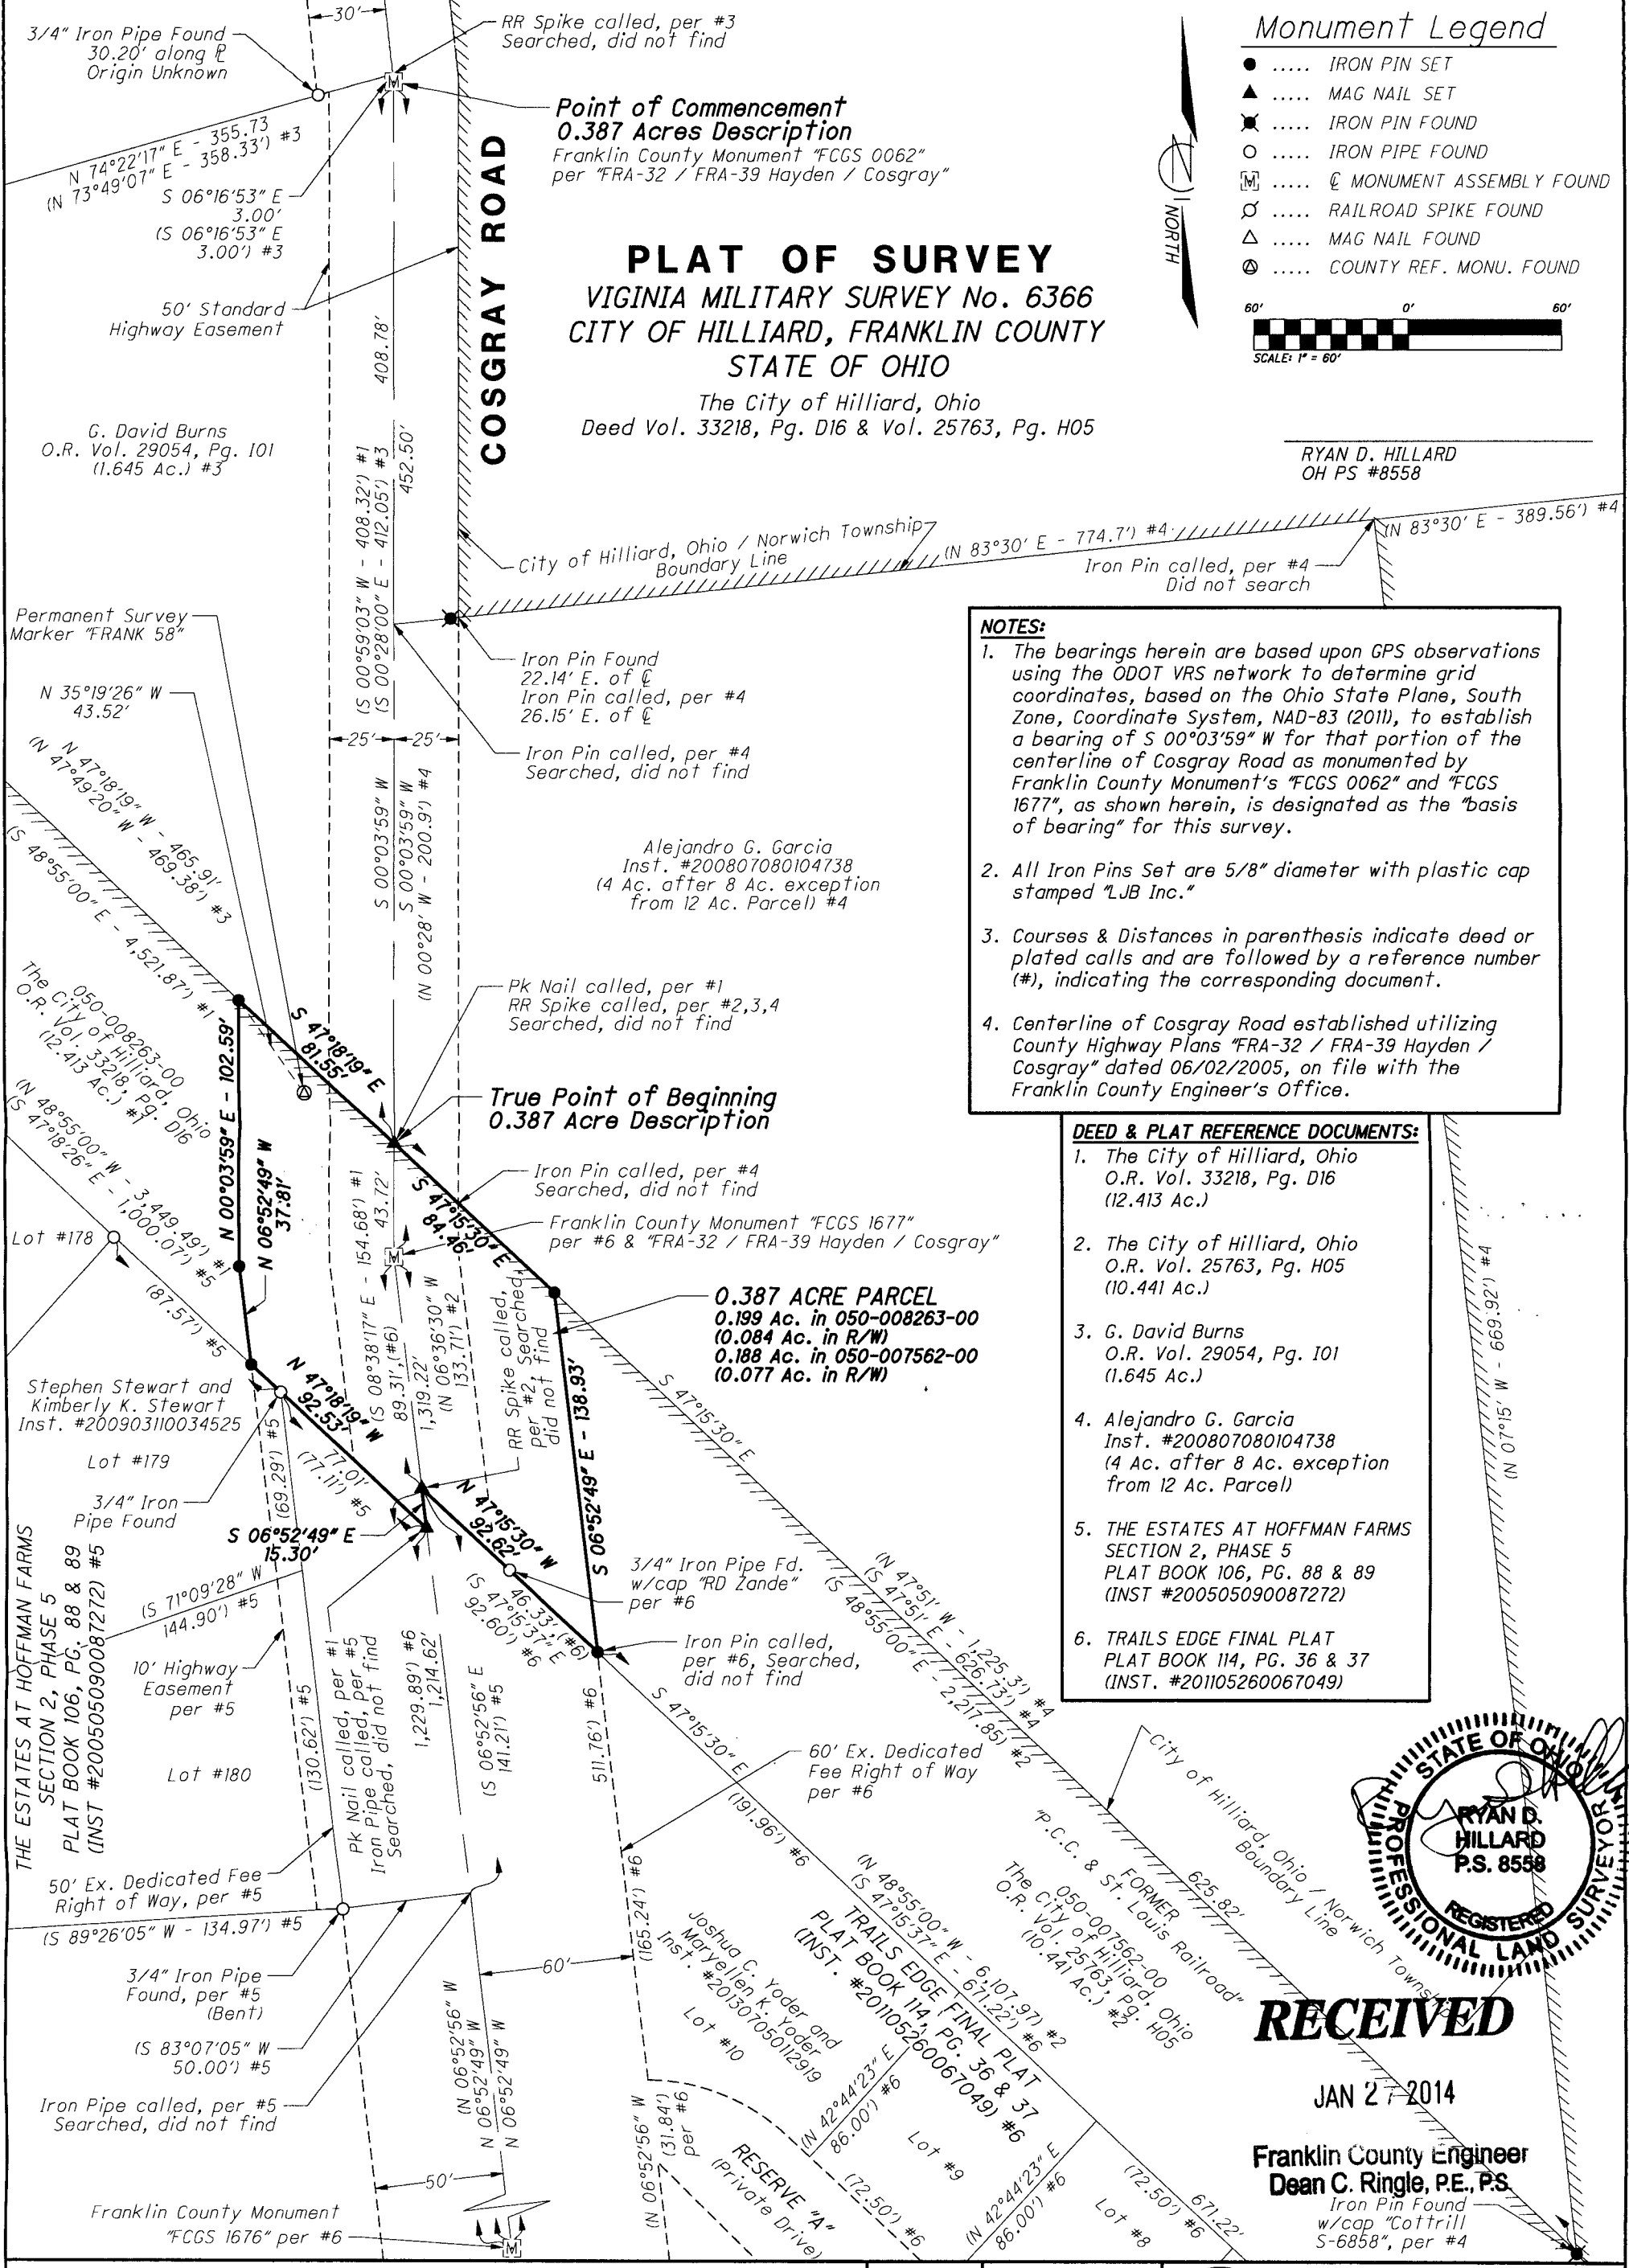 30'
3/4" Iron Pipe Found
30.20' along ⅊
Origin Unknown
RR Spike called, per #3
Searched, did not find
Point of Commencement
0.387 Acres Description
Franklin County Monument "FCGS 0062"
per "FRA-32 / FRA-39 Hayden / Cosgray"
N 74°22'17" E - 355.73
(N 73°49'07" E - 358.33') #3
S 06°16'53" E
3.00'
(S 06°16'53" E
3.00') #3
50' Standard
Highway Easement
COSGRAY ROAD
Monument Legend
..... IRON PIN SET
..... MAG NAIL SET
..... IRON PIN FOUND
..... IRON PIPE FOUND
M ..... ℄ MONUMENT ASSEMBLY FOUND
..... RAILROAD SPIKE FOUND
..... MAG NAIL FOUND
..... COUNTY REF. MONU. FOUND
NORTH
60' 0' 60'
SCALE: 1" = 60'
PLAT OF SURVEY
VIGINIA MILITARY SURVEY No. 6366
CITY OF HILLIARD, FRANKLIN COUNTY
STATE OF OHIO
The City of Hilliard, Ohio
Deed Vol. 33218, Pg. D16 & Vol. 25763, Pg. H05
RYAN D. HILLARD
OH PS #8558
G. David Burns
O.R. Vol. 29054, Pg. I01
(1.645 Ac.) #3
408.78'
(S 00°59'03" W - 408.32') #1
(S 00°28'00" E - 412.05') #3
452.50'
City of Hilliard, Ohio / Norwich Township
Boundary Line
(N 83°30' E - 774.7') #4
(N 83°30' E - 389.56') #4
Iron Pin called, per #4
Did not search
Permanent Survey
Marker "FRANK 58"
N 35°19'26" W
43.52'
Iron Pin Found
22.14' E. of ℄
Iron Pin called, per #4
26.15' E. of ℄
Iron Pin called, per #4
Searched, did not find
25' 25'
S 00°03'59" W
S 00°03'59" W
(N 00°28' W - 200.9') #4
N 47°18'19" W - 465.91'
(N 47°49'20" W - 469.38') #3
(S 48°55'00" E - 4,521.87') #1
Alejandro G. Garcia
Inst. #200807080104738
(4 Ac. after 8 Ac. exception
from 12 Ac. Parcel) #4
NOTES:
1. The bearings herein are based upon GPS observations
using the ODOT VRS network to determine grid
coordinates, based on the Ohio State Plane, South
Zone, Coordinate System, NAD-83 (2011), to establish
a bearing of S 00°03'59" W for that portion of the
centerline of Cosgray Road as monumented by
Franklin County Monument's "FCGS 0062" and "FCGS
1677", as shown herein, is designated as the "basis
of bearing" for this survey.
2. All Iron Pins Set are 5/8" diameter with plastic cap
stamped "LJB Inc."
3. Courses & Distances in parenthesis indicate deed or
plated calls and are followed by a reference number
(#), indicating the corresponding document.
4. Centerline of Cosgray Road established utilizing
County Highway Plans "FRA-32 / FRA-39 Hayden /
Cosgray" dated 06/02/2005, on file with the
Franklin County Engineer's Office.
050-008263-00
The City of Hilliard, Ohio
O.R. Vol. 33218, Pg. D16
(12.413 Ac.) #1
Pk Nail called, per #1
RR Spike called, per #2,3,4
Searched, did not find
S 47°18'19" E
81.55'
N 00°03'59" E - 102.59'
N 06°52'49" W
37.81'
True Point of Beginning
0.387 Acre Description
Iron Pin called, per #4
Searched, did not find
S 47°15'30" E
84.46'
Franklin County Monument "FCGS 1677"
per #6 & "FRA-32 / FRA-39 Hayden / Cosgray"
(N 48°55'00" W - 3,449.49') #1
(S 47°18'26" E - 1,000.07') #5
Lot #178
(87.57') #5
(S 08°38'17" E - 154.68') #1
43.72'
89.31',(#6)
1,319.22'
(N 06°36'30" W
133.71') #2
RR Spike called,
per #2, Searched,
did not find
0.387 ACRE PARCEL
0.199 Ac. in 050-008263-00
(0.084 Ac. in R/W)
0.188 Ac. in 050-007562-00
(0.077 Ac. in R/W)
S 06°52'49" E - 138.93'
DEED & PLAT REFERENCE DOCUMENTS:
1. The City of Hilliard, Ohio
O.R. Vol. 33218, Pg. D16
(12.413 Ac.)
2. The City of Hilliard, Ohio
O.R. Vol. 25763, Pg. H05
(10.441 Ac.)
3. G. David Burns
O.R. Vol. 29054, Pg. I01
(1.645 Ac.)
4. Alejandro G. Garcia
Inst. #200807080104738
(4 Ac. after 8 Ac. exception
from 12 Ac. Parcel)
5. THE ESTATES AT HOFFMAN FARMS
SECTION 2, PHASE 5
PLAT BOOK 106, PG. 88 & 89
(INST #200505090087272)
6. TRAILS EDGE FINAL PLAT
PLAT BOOK 114, PG. 36 & 37
(INST. #201105260067049)
(N 07°15' W - 669.92') #4
Stephen Stewart and
Kimberly K. Stewart
Inst. #200903110034525
Lot #179
3/4" Iron
Pipe Found
N 47°18'19" W
92.53'
77.01'
(77.11') #5
(69.29') #5
S 06°52'49" E
15.30'
N 47°15'30" W
92.62'
46.33',(#6)
(S 47°15'37" E
92.60') #6
3/4" Iron Pipe Fd.
w/cap "RD Zande"
per #6
Iron Pin called,
per #6, Searched,
did not find
S 47°15'30" E
(N 47°51' W - 1,225.3') #4
(S 47°51' E - 626.73') #4
(S 48°55'00" E - 2,217.85') #2
THE ESTATES AT HOFFMAN FARMS
SECTION 2, PHASE 5
PLAT BOOK 106, PG. 88 & 89
(INST #200505090087272) #5
(S 71°09'28" W
144.90') #5
10' Highway
Easement
per #5
Lot #180
(130.62') #5
Pk Nail called, per #1
Iron Pipe called, per #5
Searched, did not find
1,229.89') #6
1,214.62'
(S 06°52'56" E
141.21') #5
511.76') #6
S 47°15'30" E
(191.96') #6
60' Ex. Dedicated
Fee Right of Way
per #6
50' Ex. Dedicated Fee
Right of Way, per #5
(S 89°26'05" W - 134.97') #5
3/4" Iron Pipe
Found, per #5
(Bent)
(S 83°07'05" W
50.00') #5
Iron Pipe called, per #5
Searched, did not find
60'
(165.24') #6
Joshua C. Yoder and
Maryellen K. Yoder
Inst. #201307050112919
Lot #10
(N 48°55'00" W - 6,107.97') #2
(S 47°15'37" E - 671.22') #6
TRAILS EDGE FINAL PLAT
PLAT BOOK 114, PG. 36 & 37
(INST. #201105260067049) #6
FORMER
"P.C.C. & St. Louis Railroad"
050-007562-00
The City of Hilliard, Ohio
O.R. Vol. 25763, Pg. H05
(10.441 Ac.) #2
625.82'
City of Hilliard, Ohio / Norwich Township
Boundary Line
STATE OF OHIO
RYAN D.
HILLARD
P.S. 8558
REGISTERED
PROFESSIONAL LAND SURVEYOR
RECEIVED
JAN 27 2014
Franklin County Engineer
Dean C. Ringle, P.E., P.S.
Iron Pin Found
w/cap "Cottrill
S-6858", per #4
(N 06°52'56" W
N 06°52'49" W
N 06°52'49" W
50'
Franklin County Monument
"FCGS 1676" per #6
(N 06°52'56" W
(31.84')
per #6
RESERVE "A"
(Private Drive)
(N 42°44'23" E
86.00') #6
(72.50') #6
Lot #9
(N 42°44'23" E
86.00') #6
Lot #8
(72.50') #6
671.22'